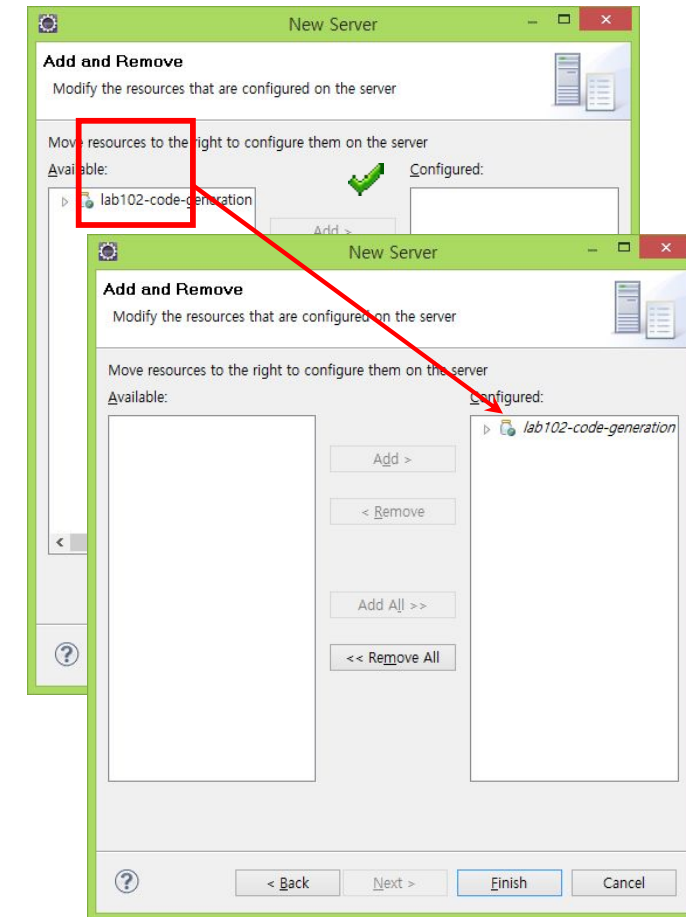 New Server
Add and Remove
Modify the resources that are configured on the server
Move resources to the right to configure them on the server
Available:
Configured:
lab102-code-generation
Add >
New Server
Add and Remove
Modify the resources that are configured on the server
Move resources to the right to configure them on the server
Available:
Configured:
lab102-code-generation
Add >
< Remove
Add All >>
<< Remove All
< Back
Next >
Finish
Cancel